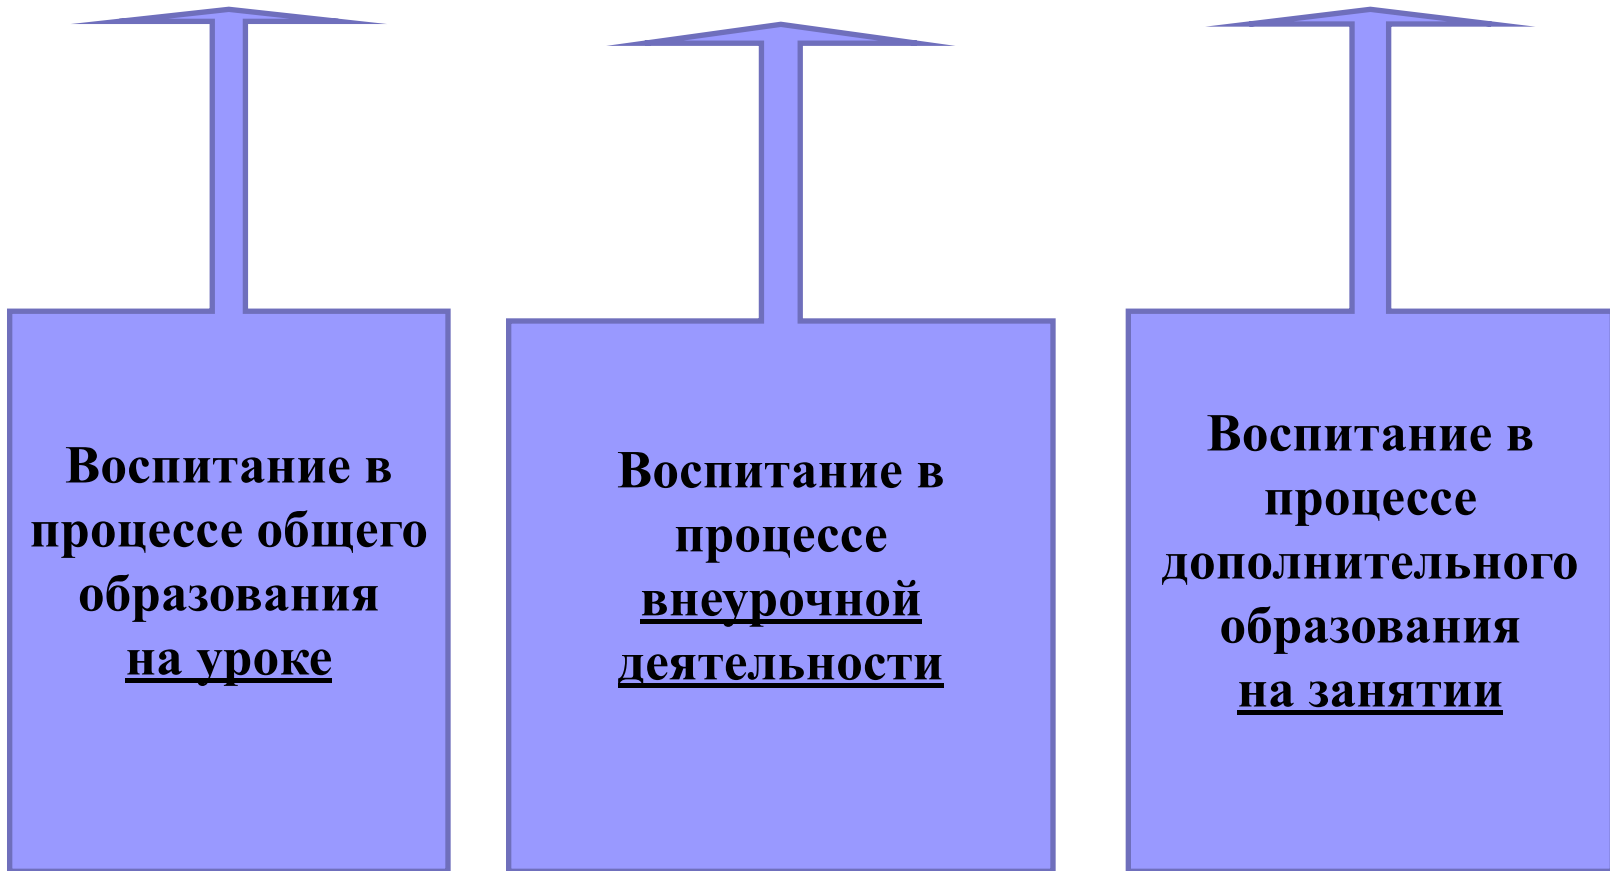 Воспитание в
процессе общего
образования
на уроке
Воспитание в
процессе
внеурочной
деятельности
Воспитание в
процессе
дополнительного
образования
на занятии